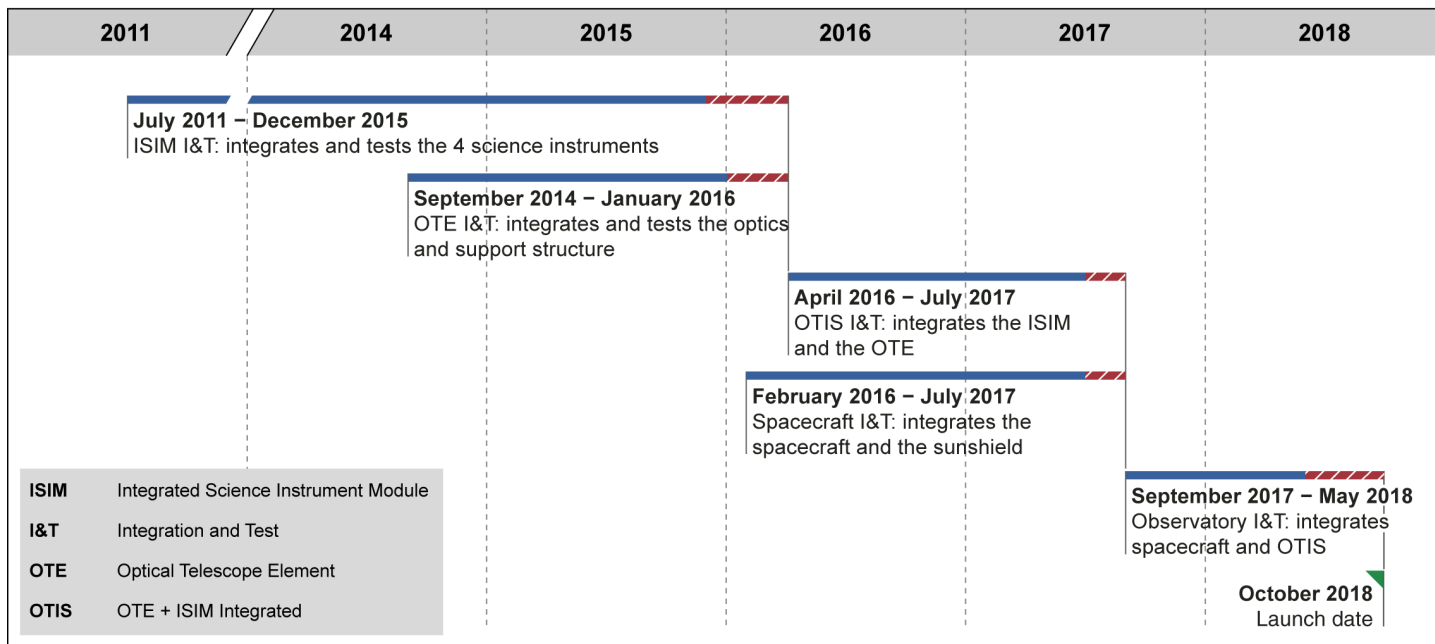 2011 2014 2015 2016 2017 2018
July 2011 – December 2015
ISIM I&T: integrates and tests the 4 science instruments
September 2014 – January 2016
OTE I&T: integrates and tests the optics
and support structure
April 2016 – July 2017
OTIS I&T: integrates the ISIM
and the OTE
February 2016 – July 2017
Spacecraft I&T: integrates the
spacecraft and the sunshield
September 2017 – May 2018
Observatory I&T: integrates
spacecraft and OTIS
October 2018
Launch date
ISIM Integrated Science Instrument Module
I&T Integration and Test
OTE Optical Telescope Element
OTIS OTE + ISIM Integrated